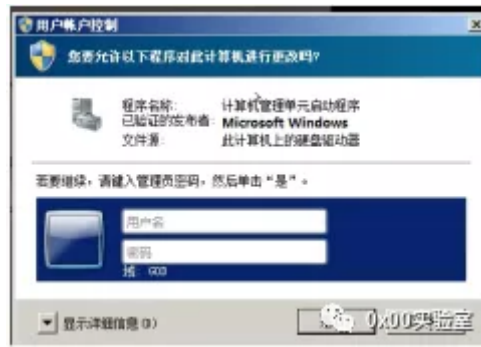 用户帐户控制
您要允许以下程序对此计算机进行更改吗?
程序名称: 计算机管理单元启动程序
已验证的发布者: Microsoft Windows
文件源: 此计算机上的硬盘驱动器
若要继续，请键入管理员密码，然后单击"是"。
用户名
密码
域: GOD
显示详细信息(D)
0x00实验室